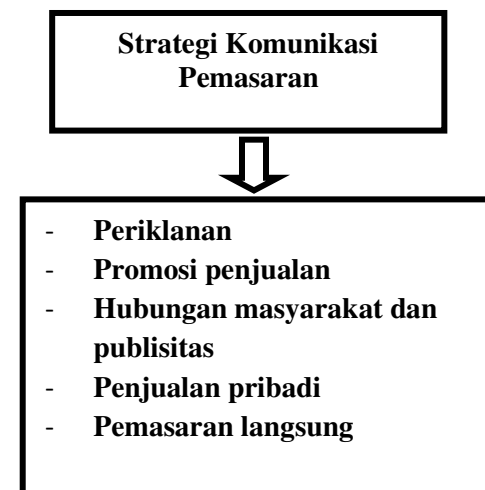 Strategi Komunikasi
Pemasaran
- Periklanan
- Promosi penjualan
- Hubungan masyarakat dan
publisitas
- Penjualan pribadi
- Pemasaran langsung